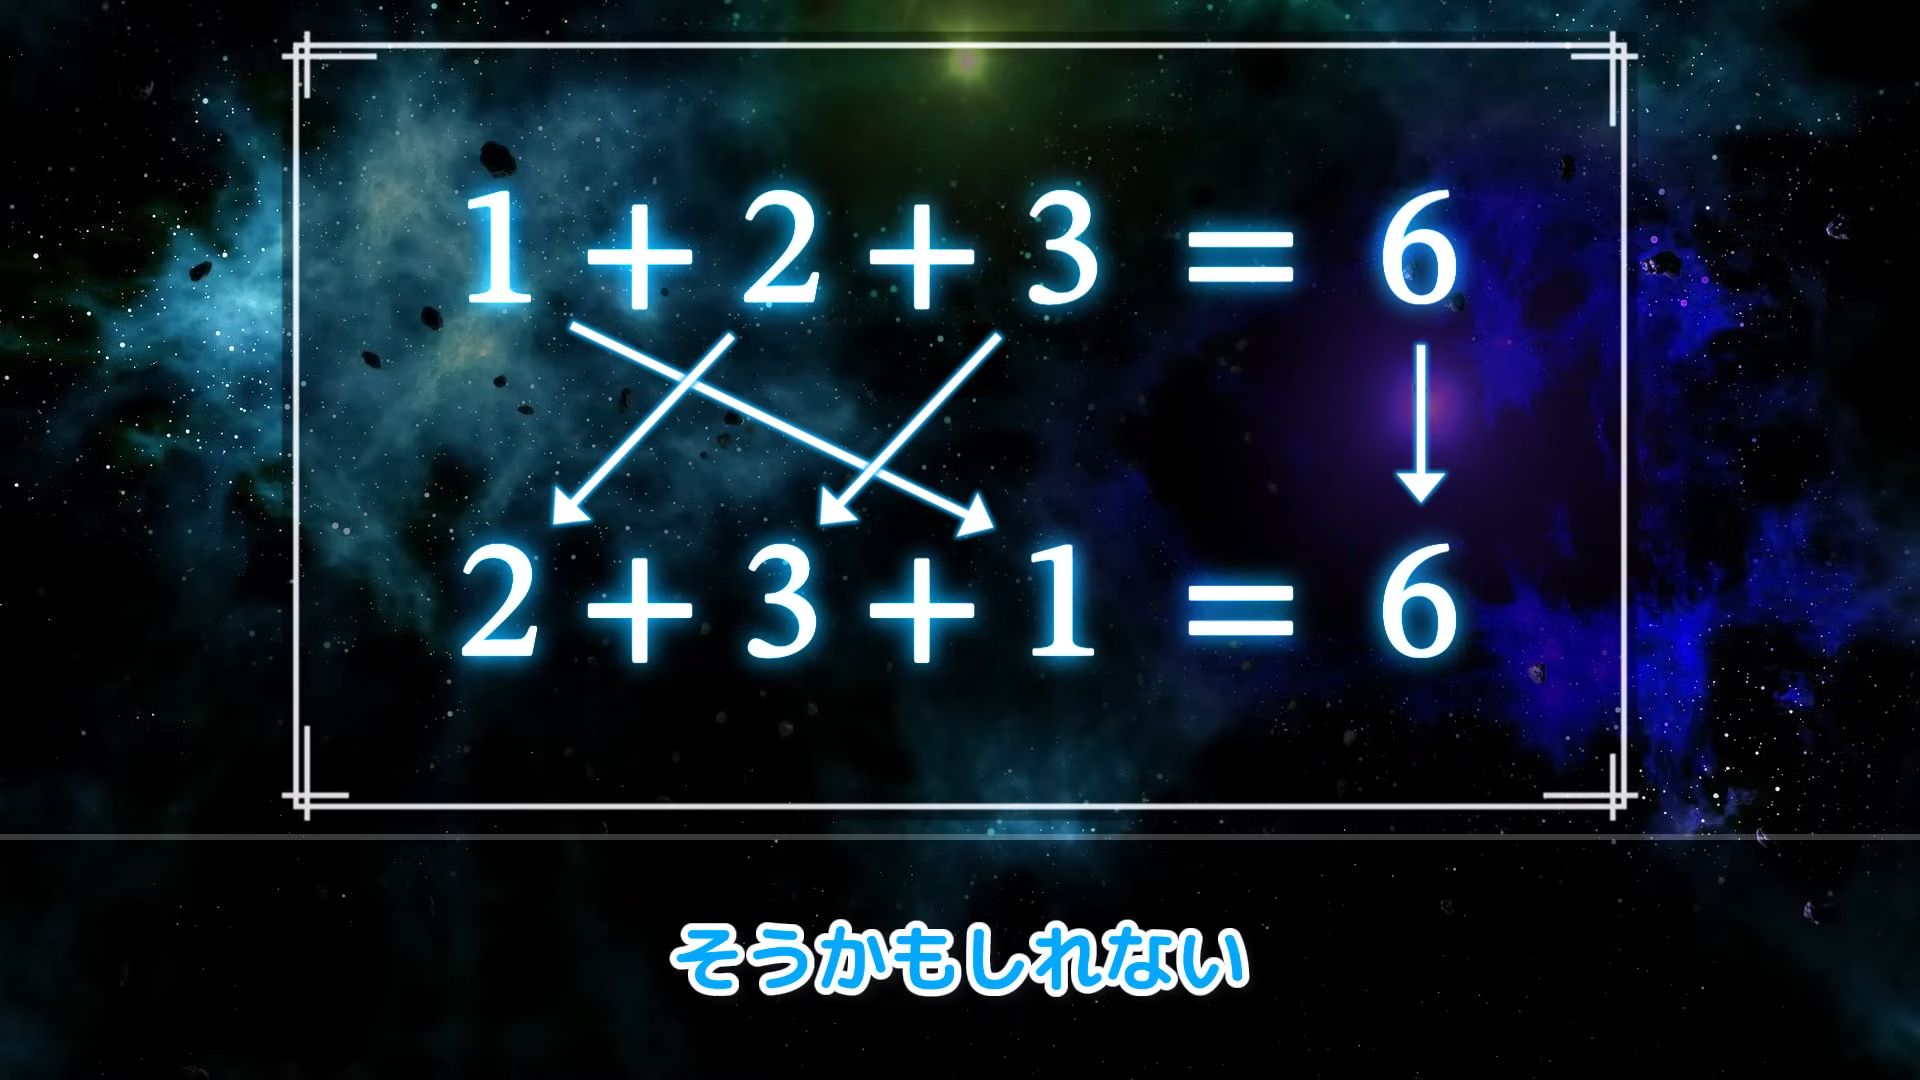 1 + 2 + 3 = 6
2 + 3 + 1 = 6
そうかもしれない